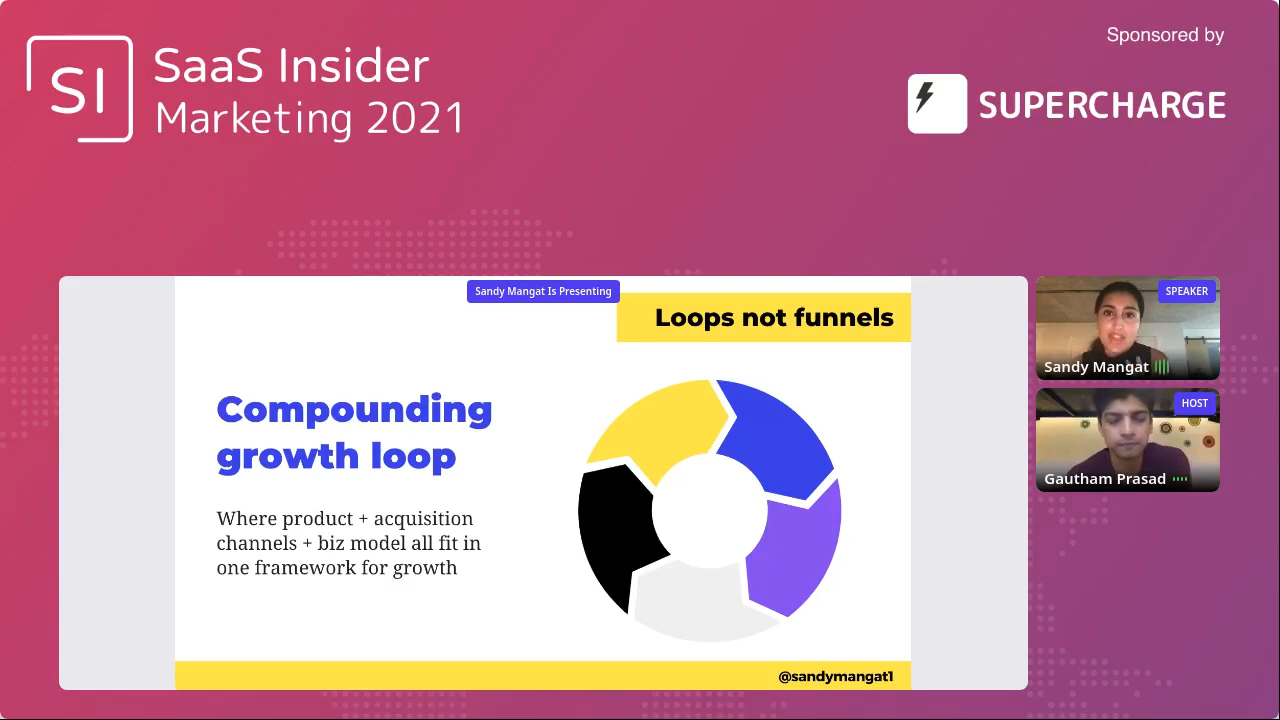 SI
SaaS Insider
Marketing 2021
Sponsored by
SUPERCHARGE
Sandy Mangat Is Presenting
Loops not funnels
Compounding
growth loop
Where product + acquisition
channels + biz model all fit in
one framework for growth
@sandymangat1
SPEAKER
Sandy Mangat
HOST
Gautham Prasad